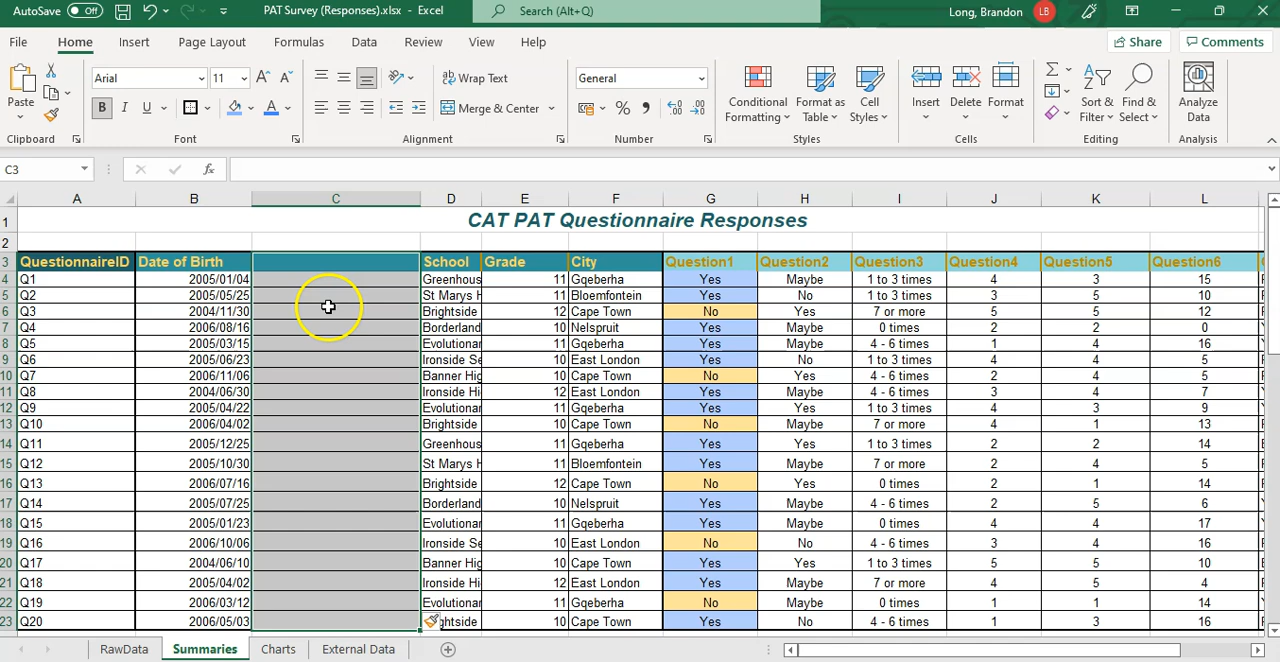 AutoSave Off PAT Survey (Responses).xlsx - Excel Search (Alt+Q) Long, Brandon LB
File Home Insert Page Layout Formulas Data Review View Help Share Comments
Paste Arial 11 B I U Wrap Text Merge & Center General % Conditional Formatting Format as Table Cell Styles Insert Delete Format Sort & Filter Find & Select Analyze Data
Clipboard Font Alignment Number Styles Cells Editing Analysis
C3 fx
A B C D E F G H I J K L
1 CAT PAT Questionnaire Responses
2
3 QuestionnaireID Date of Birth School Grade City Question1 Question2 Question3 Question4 Question5 Question6
4 Q1 2005/01/04 Greenhous 11 Gqeberha Yes Maybe 1 to 3 times 4 3 15
5 Q2 2005/05/25 St Marys H 11 Bloemfontein Yes No 1 to 3 times 3 5 10
6 Q3 2004/11/30 Brightside 12 Cape Town No Yes 7 or more 5 5 12
7 Q4 2006/08/16 Borderland 10 Nelspruit Yes Maybe 0 times 2 2 0
8 Q5 2005/03/15 Evolutionar 11 Gqeberha Yes Maybe 4 - 6 times 1 4 16
9 Q6 2005/06/23 Ironside Se 10 East London Yes No 1 to 3 times 4 4 5
10 Q7 2006/11/06 Banner Hig 10 Cape Town No Yes 4 - 6 times 2 4 5
11 Q8 2004/06/30 Ironside Hi 12 East London Yes Maybe 4 - 6 times 3 4 7
12 Q9 2005/04/22 Evolutionar 11 Gqeberha Yes Yes 1 to 3 times 4 3 9
13 Q10 2006/04/02 Brightside 10 Cape Town No Maybe 7 or more 4 1 13
14 Q11 2005/12/25 Greenhous 11 Gqeberha Yes Yes 1 to 3 times 2 2 14
15 Q12 2005/10/30 St Marys H 11 Bloemfontein Yes Maybe 7 or more 2 4 5
16 Q13 2006/07/16 Brightside 12 Cape Town No Yes 0 times 2 1 14
17 Q14 2005/07/25 Borderland 10 Nelspruit Yes Maybe 4 - 6 times 2 5 6
18 Q15 2005/01/23 Evolutionar 11 Gqeberha Yes Maybe 0 times 4 4 17
19 Q16 2006/10/06 Ironside Se 10 East London No No 4 - 6 times 3 4 16
20 Q17 2004/06/10 Banner Hig 10 Cape Town Yes Yes 1 to 3 times 5 5 10
21 Q18 2005/04/02 Ironside Hi 12 East London Yes Maybe 7 or more 4 5 4
22 Q19 2006/03/12 Evolutionar 11 Gqeberha No Maybe 0 times 1 1 14
23 Q20 2006/05/03 ghtside 10 Cape Town Yes No 4 - 6 times 1 3 16
RawData Summaries Charts External Data